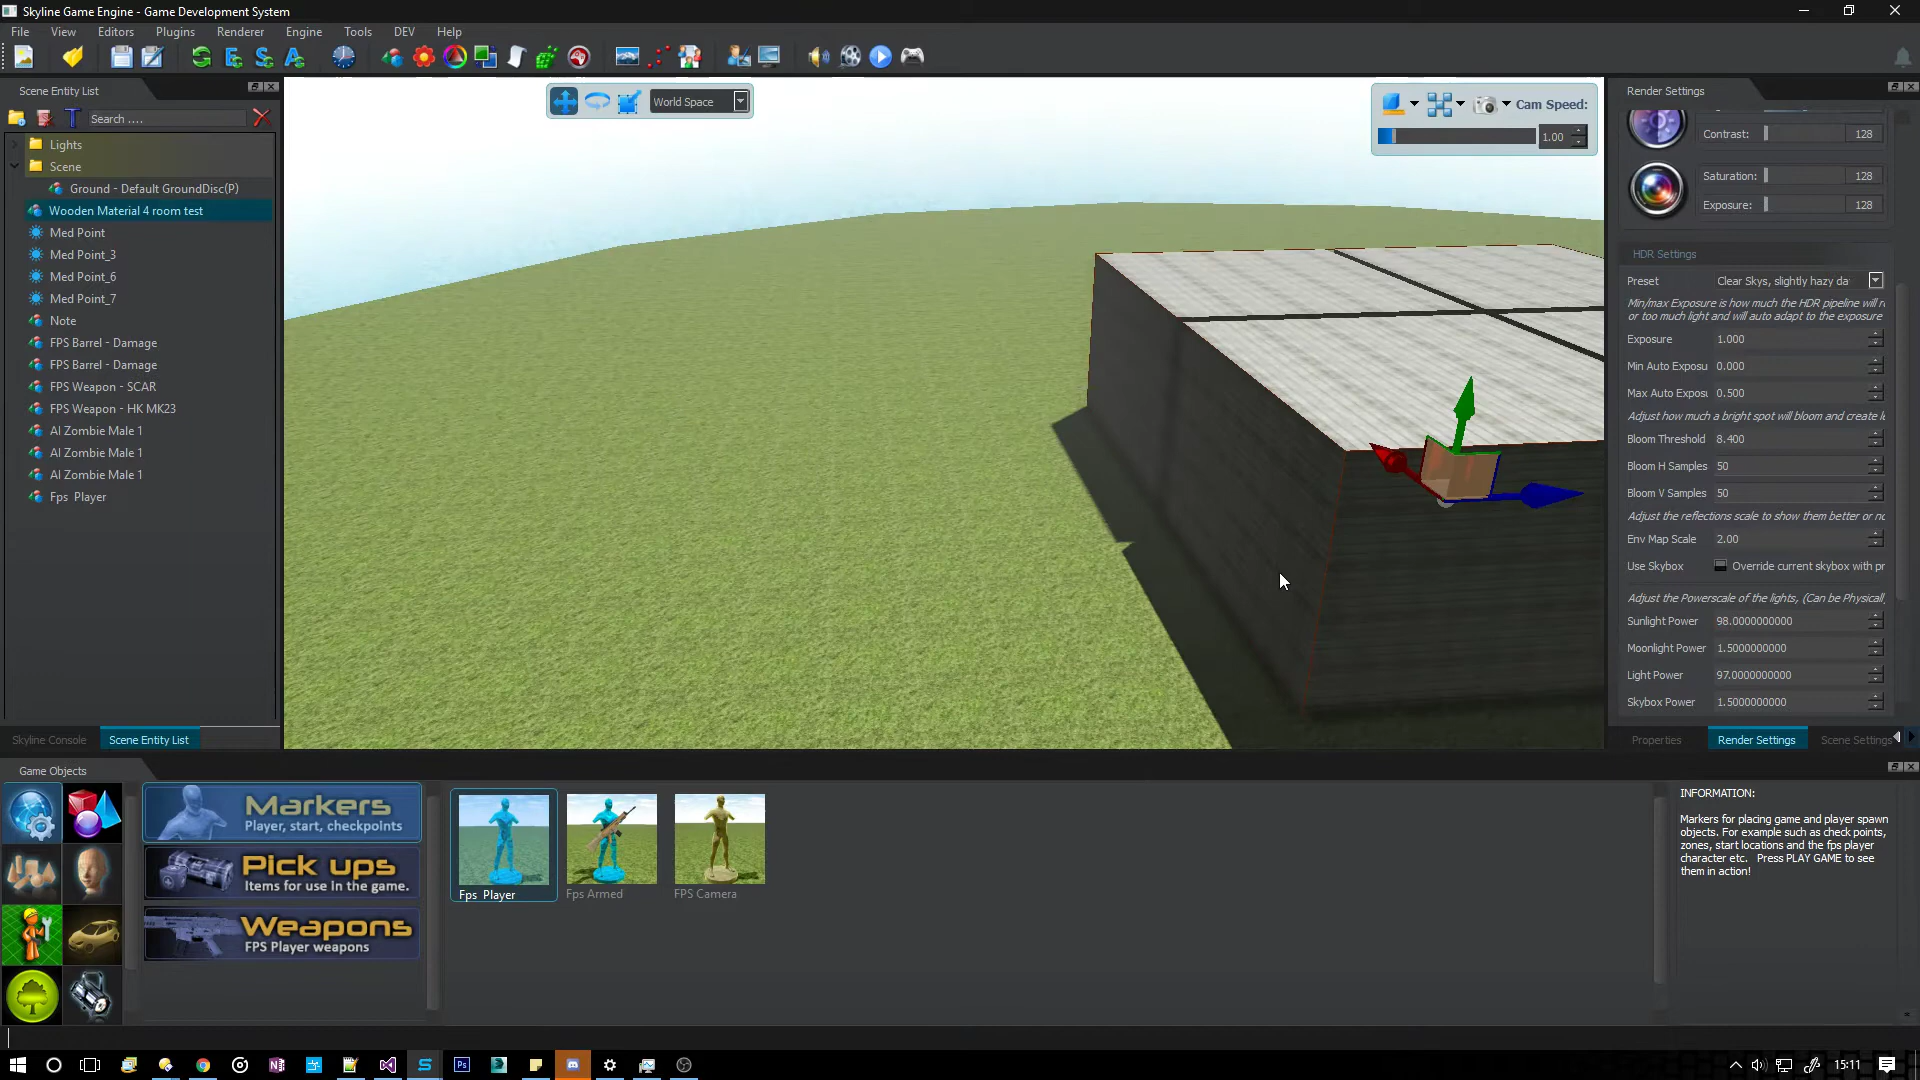 Skyline Game Engine - Game Development System
File View Editors Plugins Renderer Engine Tools DEV Help
Scene Entity List
Search ....
Lights
Scene
Ground - Default GroundDisc(P)
Wooden Material 4 room test
Med Point
Med Point_3
Med Point_6
Med Point_7
Note
FPS Barrel - Damage
FPS Barrel - Damage
FPS Weapon - SCAR
FPS Weapon - HK MK23
AI Zombie Male 1
AI Zombie Male 1
AI Zombie Male 1
Fps Player
Skyline Console Scene Entity List
World Space
Cam Speed:
1.00
Render Settings
Contrast: 128
Saturation: 128
Exposure: 128
HDR Settings
Preset Clear Skys, slightly hazy da
Min/max Exposure is how much the HDR pipeline will re
or too much light and will auto adapt to the exposure
Exposure 1.000
Min Auto Exposu 0.000
Max Auto Exposu 0.500
Adjust how much a bright spot will bloom and create le
Bloom Threshold 8.400
Bloom H Samples 50
Bloom V Samples 50
Adjust the reflections scale to show them better or no
Env Map Scale 2.00
Use Skybox Override current skybox with pr
Adjust the Powerscale of the lights, (Can be Physically
Sunlight Power 98.0000000000
Moonlight Power 1.5000000000
Light Power 97.0000000000
Skybox Power 1.5000000000
Properties Render Settings Scene Settings
Game Objects
Markers
Player, start, checkpoints
Pick ups
Items for use in the game.
Weapons
FPS Player weapons
Fps Player
Fps Armed
FPS Camera
INFORMATION:
Markers for placing game and player spawn
objects. For example such as check points,
zones, start locations and the fps player
character etc. Press PLAY GAME to see
them in action!
15:11